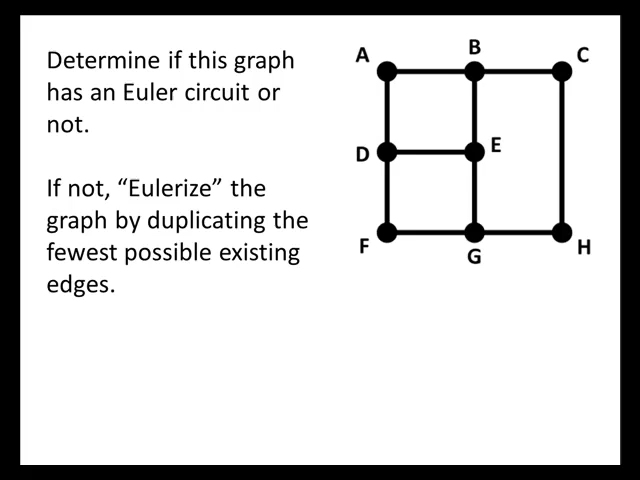 Determine if this graph
has an Euler circuit or
not.
If not, “Eulerize” the
graph by duplicating the
fewest possible existing
edges.
A B C
D E
F G H